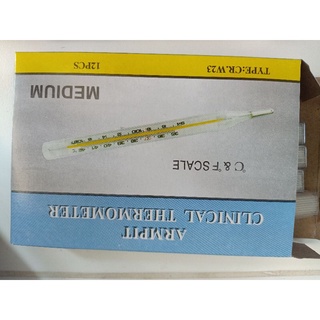 ARMPIT
CLINICAL THERMOMETER
°C & °F SCALE
MEDIUM
TYPE:CR.W23
12PCS